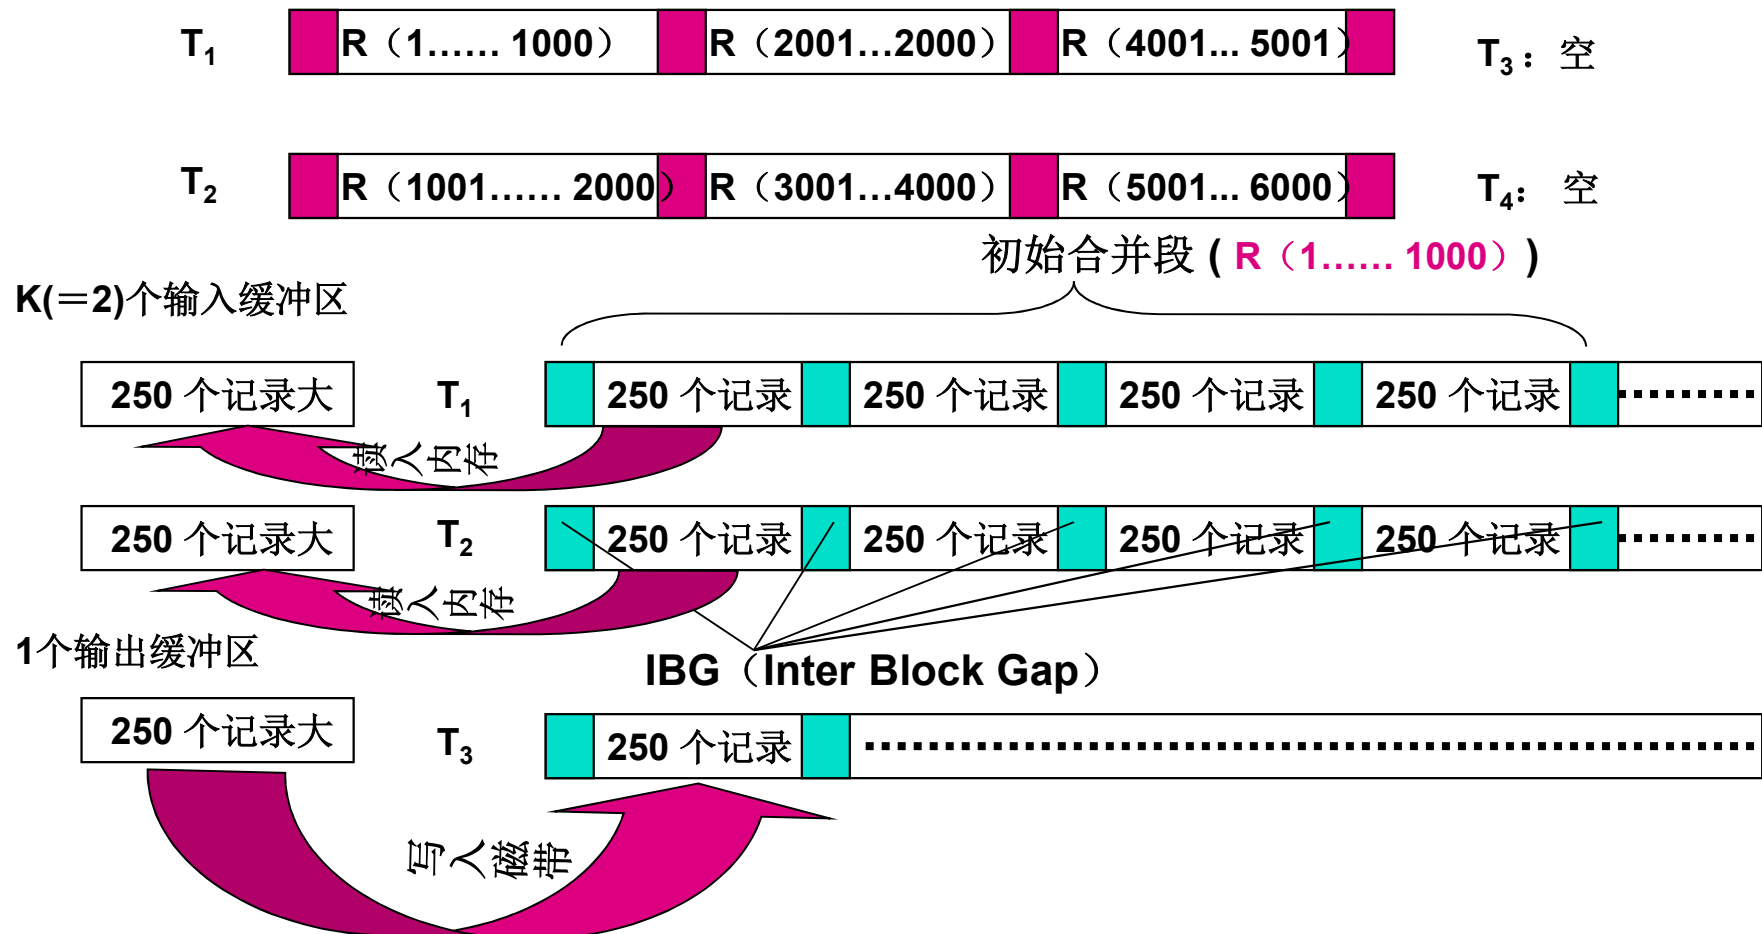 T1 R（1…… 1000） R（2001…2000） R（4001... 5001） T3：空
T2 R（1001…… 2000） R（3001…4000） R（5001... 6000） T4： 空
初始合并段 ( R（1…… 1000）)
K(＝2)个输入缓冲区
250 个记录大 T1 250 个记录 250 个记录 250 个记录 250 个记录
读入内存
250 个记录大 T2 250 个记录 250 个记录 250 个记录 250 个记录
读入内存
1个输出缓冲区
IBG（Inter Block Gap）
250 个记录大 T3 250 个记录
写入磁带